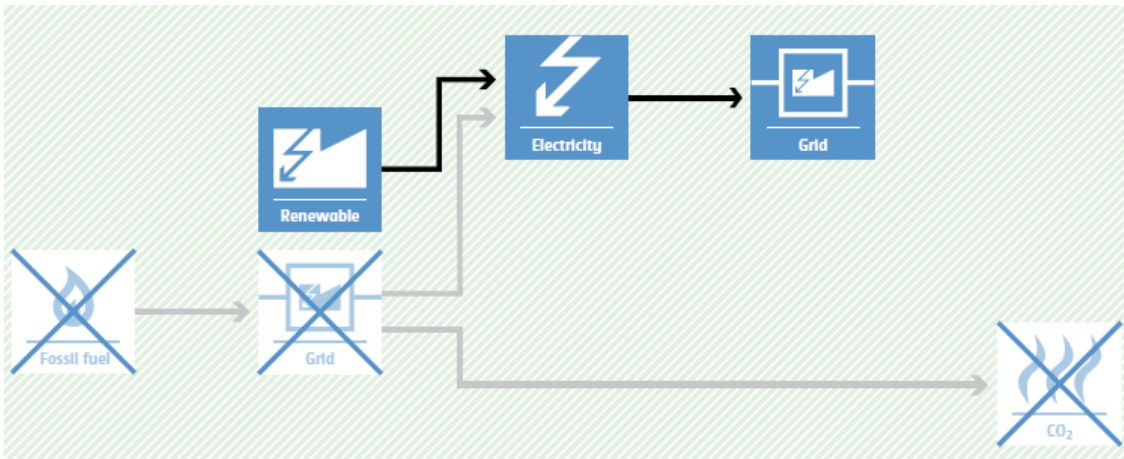 Electricity
Grid
Renewable
Fossil fuel
Grid
CO₂